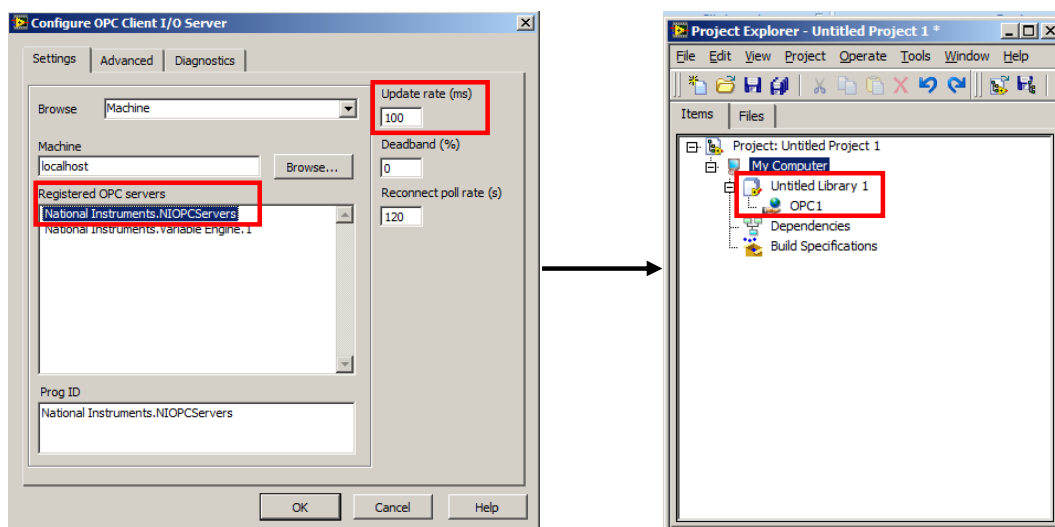 Configure OPC Client I/O Server
Settings
Advanced
Diagnostics
Browse
Machine
Update rate (ms)
100
Machine
localhost
Browse...
Deadband (%)
0
Registered OPC servers
National Instruments.NIOPCServers
National Instruments.Variable Engine.1
Reconnect poll rate (s)
120
Prog ID
National Instruments.NIOPCServers
OK
Cancel
Help
Project Explorer - Untitled Project 1 *
File Edit View Project Operate Tools Window Help
Items
Files
Project: Untitled Project 1
My Computer
Untitled Library 1
OPC1
Dependencies
Build Specifications